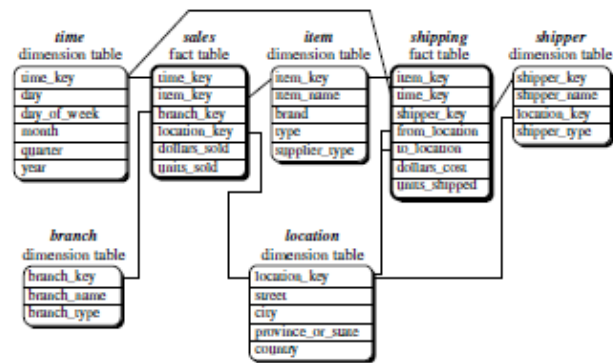 time
dimension table
time_key
day
day_of_week
month
quarter
year
sales
fact table
time_key
item_key
branch_key
location_key
dollars_sold
units_sold
item
dimension table
item_key
item_name
brand
type
supplier_type
shipping
fact table
item_key
time_key
shipper_key
from_location
to_location
dollars_cost
units_shipped
shipper
dimension table
shipper_key
shipper_name
location_key
shipper_type
branch
dimension table
branch_key
branch_name
branch_type
location
dimension table
location_key
street
city
province_or_state
country